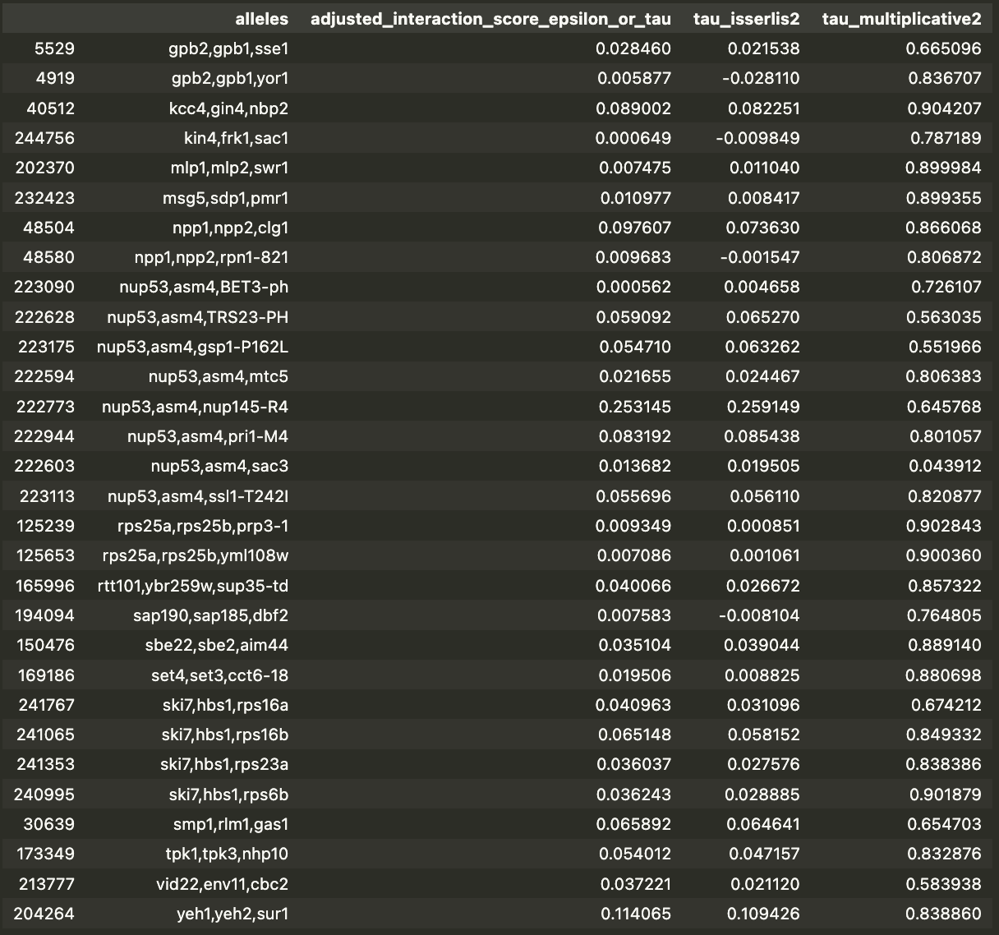 alleles adjusted_interaction_score_epsilon_or_tau tau_isserlis2 tau_multiplicative2
5529 gpb2,gpb1,sse1 0.028460 0.021538 0.665096
4919 gpb2,gpb1,yor1 0.005877 -0.028110 0.836707
40512 kcc4,gin4,nbp2 0.089002 0.082251 0.904207
244756 kin4,frk1,sac1 0.000649 -0.009849 0.787189
202370 mlp1,mlp2,swr1 0.007475 0.011040 0.899984
232423 msg5,sdp1,pmr1 0.010977 0.008417 0.899355
48504 npp1,npp2,clg1 0.097607 0.073630 0.866068
48580 npp1,npp2,rpn1-821 0.009683 -0.001547 0.806872
223090 nup53,asm4,BET3-ph 0.000562 0.004658 0.726107
222628 nup53,asm4,TRS23-PH 0.059092 0.065270 0.563035
223175 nup53,asm4,gsp1-P162L 0.054710 0.063262 0.551966
222594 nup53,asm4,mtc5 0.021655 0.024467 0.806383
222773 nup53,asm4,nup145-R4 0.253145 0.259149 0.645768
222944 nup53,asm4,pri1-M4 0.083192 0.085438 0.801057
222603 nup53,asm4,sac3 0.013682 0.019505 0.043912
223113 nup53,asm4,ssl1-T242I 0.055696 0.056110 0.820877
125239 rps25a,rps25b,prp3-1 0.009349 0.000851 0.902843
125653 rps25a,rps25b,yml108w 0.007086 0.001061 0.900360
165996 rtt101,ybr259w,sup35-td 0.040066 0.026672 0.857322
194094 sap190,sap185,dbf2 0.007583 -0.008104 0.764805
150476 sbe22,sbe2,aim44 0.035104 0.039044 0.889140
169186 set4,set3,cct6-18 0.019506 0.008825 0.880698
241767 ski7,hbs1,rps16a 0.040963 0.031096 0.674212
241065 ski7,hbs1,rps16b 0.065148 0.058152 0.849332
241353 ski7,hbs1,rps23a 0.036037 0.027576 0.838386
240995 ski7,hbs1,rps6b 0.036243 0.028885 0.901879
30639 smp1,rlm1,gas1 0.065892 0.064641 0.654703
173349 tpk1,tpk3,nhp10 0.054012 0.047157 0.832876
213777 vid22,env11,cbc2 0.037221 0.021120 0.583938
204264 yeh1,yeh2,sur1 0.114065 0.109426 0.838860